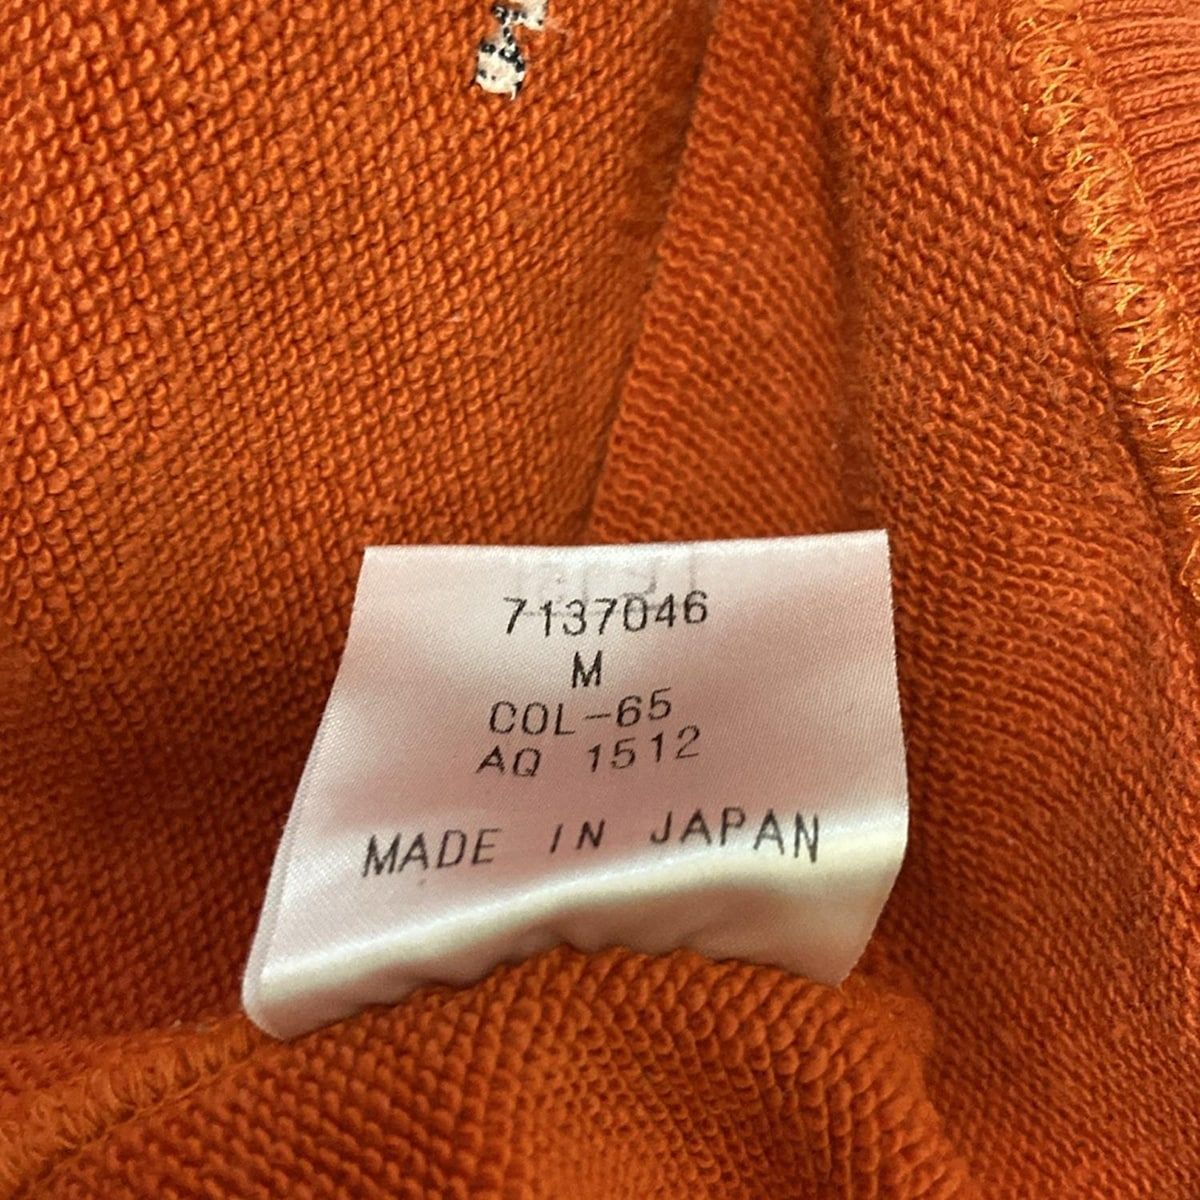 7137046
M
COL-65
AQ 1512
MADE IN JAPAN